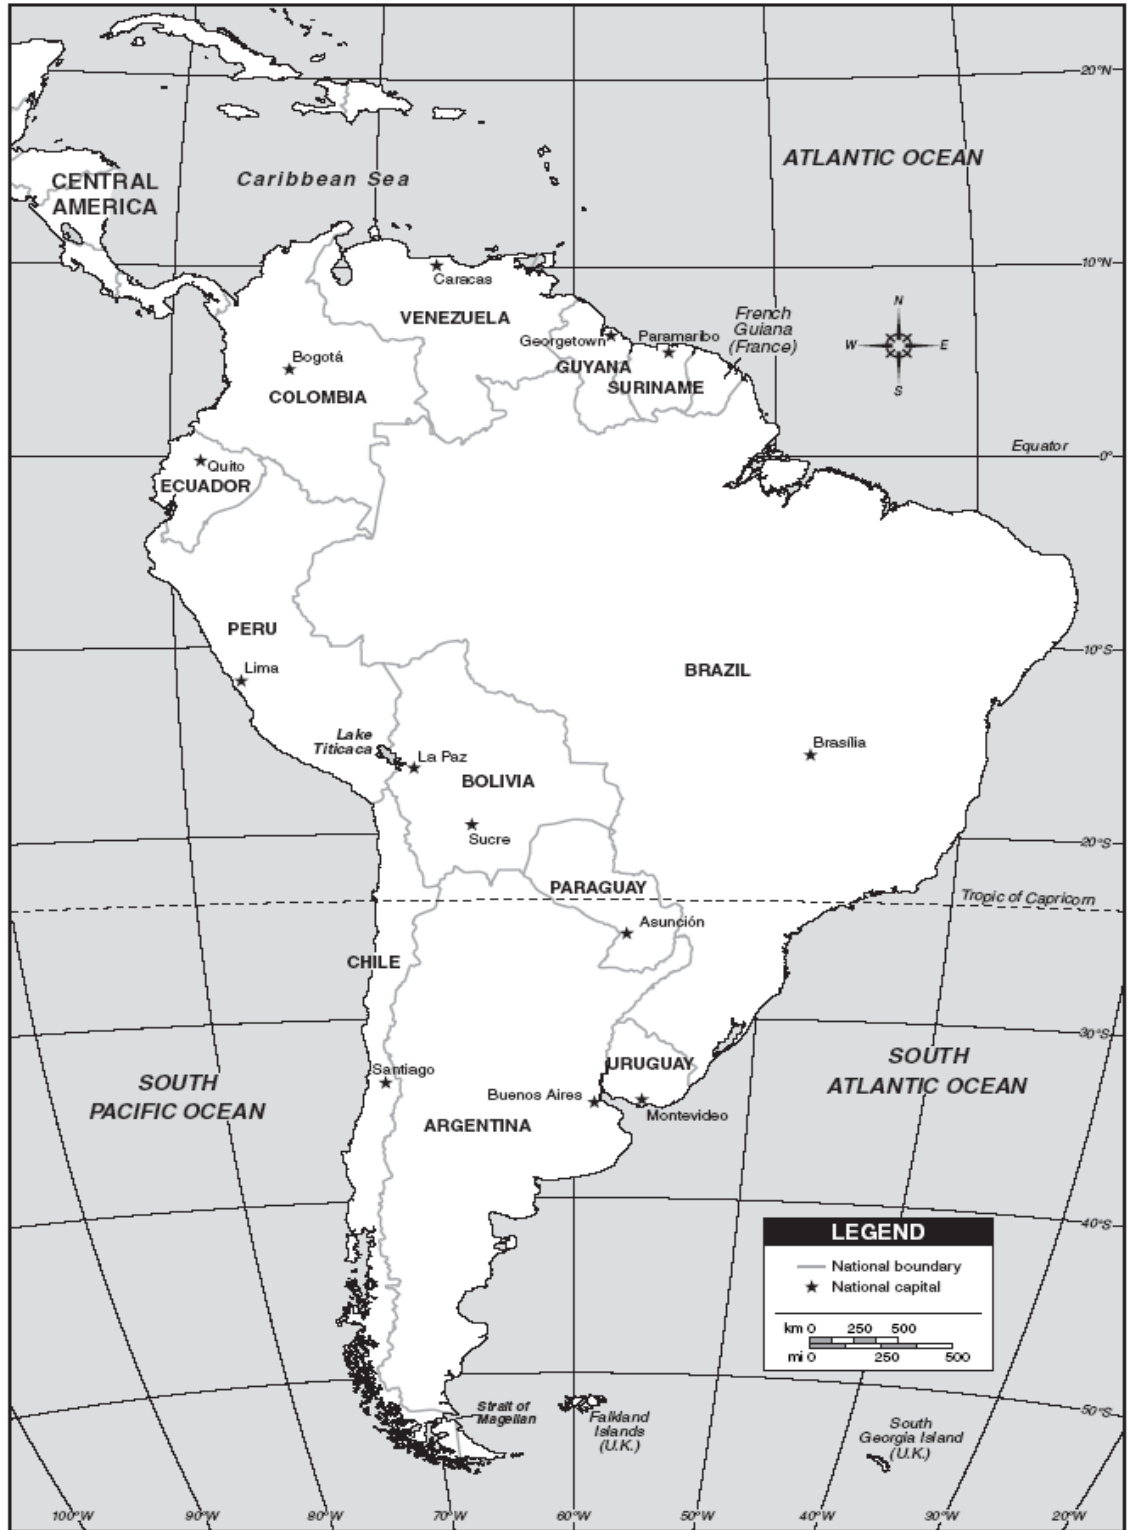 20°N
ATLANTIC OCEAN
CENTRAL
AMERICA
Caribbean Sea
10°N
Caracas
VENEZUELA
French
Guiana
(France)
N
W
E
S
Georgetown
Paramaribo
GUYANA
SURINAME
Bogotá
COLOMBIA
Equator
0°
Quito
ECUADOR
PERU
10°S
Lima
BRAZIL
Lake
Titicaca
La Paz
BOLIVIA
Brasília
Sucre
20°S
PARAGUAY
Tropic of Capricorn
Asunción
CHILE
30°S
SOUTH
PACIFIC OCEAN
Santiago
URUGUAY
SOUTH
ATLANTIC OCEAN
Buenos Aires
Montevideo
ARGENTINA
40°S
LEGEND
National boundary
National capital
km 0 250 500
mi 0 250 500
Strait of
Magellan
Falkland
Islands
(U.K.)
South
Georgia Island
(U.K.)
50°S
100°W 90°W 80°W 70°W 60°W 50°W 40°W 30°W 20°W